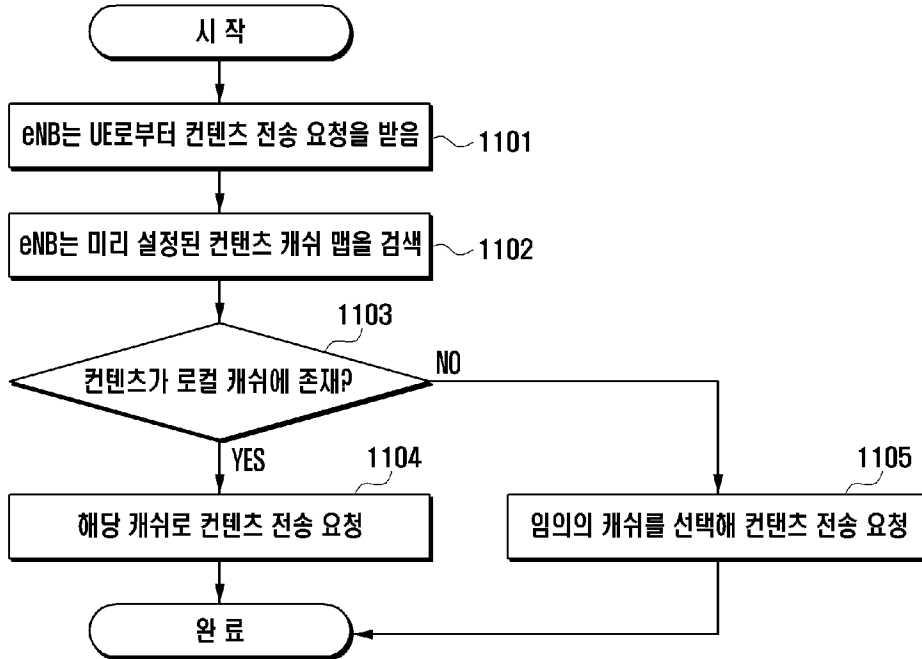 시 작
eNB는 UE로부터 컨텐츠 전송 요청을 받음
1101
eNB는 미리 설정된 컨탠츠 캐쉬 맵올 검색
1102
1103
컨텐츠가 로컬 캐쉬에 존재?
NO
YES
1104
해당 캐쉬로 컨텐츠 전송 요청
1105
임의의 캐쉬를 선택해 컨탠츠 전송 요청
완 료